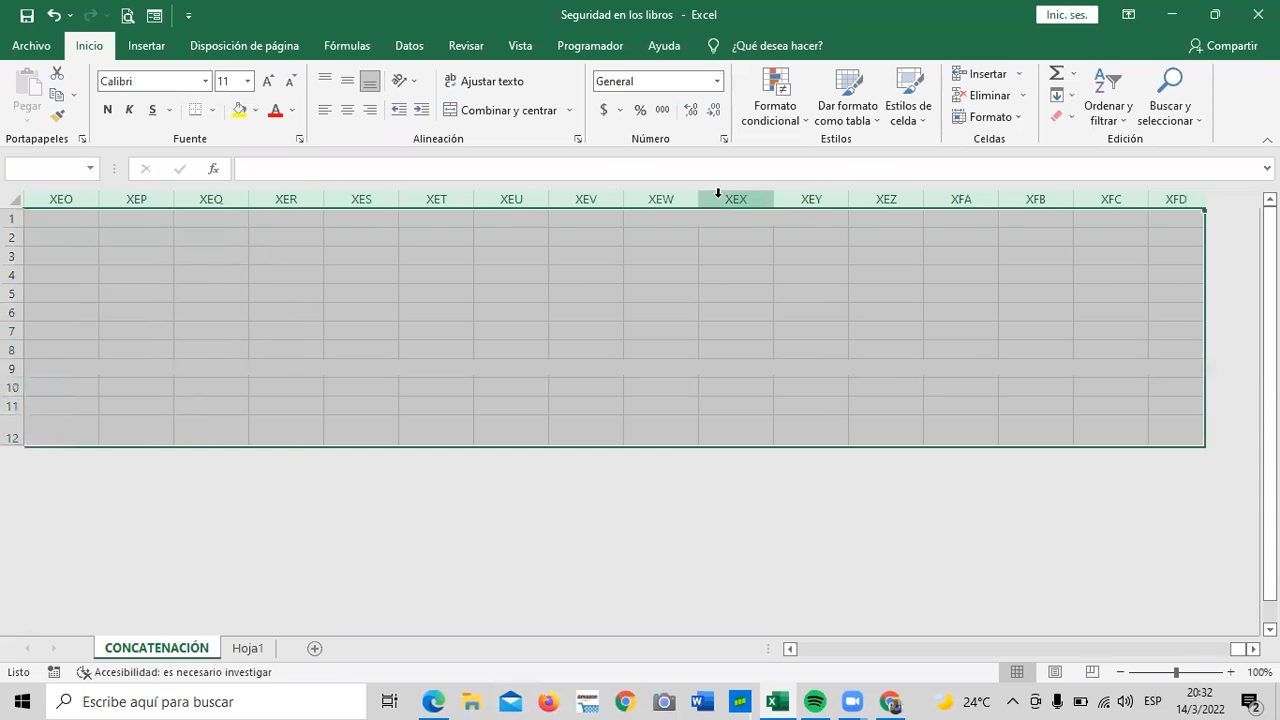 Seguridad en los libros - Excel
Inic. ses.
Archivo Inicio Insertar Disposición de página Fórmulas Datos Revisar Vista Programador Ayuda ¿Qué desea hacer? Compartir
Pegar
Calibri 11
N K S
Ajustar texto
Combinar y centrar
General
$ % 000
Formato condicional
Dar formato como tabla
Estilos de celda
Insertar
Eliminar
Formato
Ordenar y filtrar
Buscar y seleccionar
Portapapeles Fuente Alineación Número Estilos Celdas Edición
fx
XEO XEP XEQ XER XES XET XEU XEV XEW XEX XEY XEZ XFA XFB XFC XFD
1
2
3
4
5
6
7
8
9
10
11
12
CONCATENACIÓN Hoja1
Listo Accesibilidad: es necesario investigar 100%
Escribe aquí para buscar
24°C
ESP
20:32
14/3/2022
2